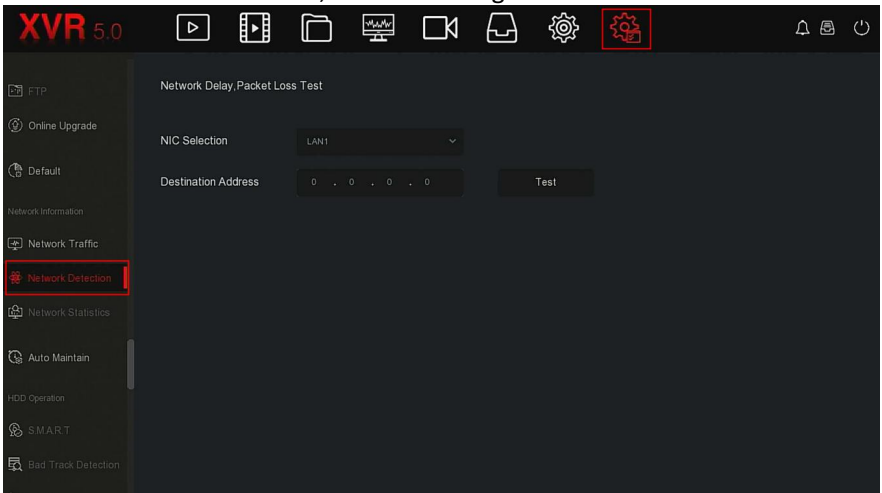 XVR 5.0
FTP
Network Delay,Packet Loss Test
Online Upgrade
NIC Selection
LAN1
Default
Destination Address
0 . 0 . 0 . 0
Test
Network Information
Network Traffic
Network Detection
Network Statistics
Auto Maintain
HDD Operation
S.M.A.R.T
Bad Track Detection